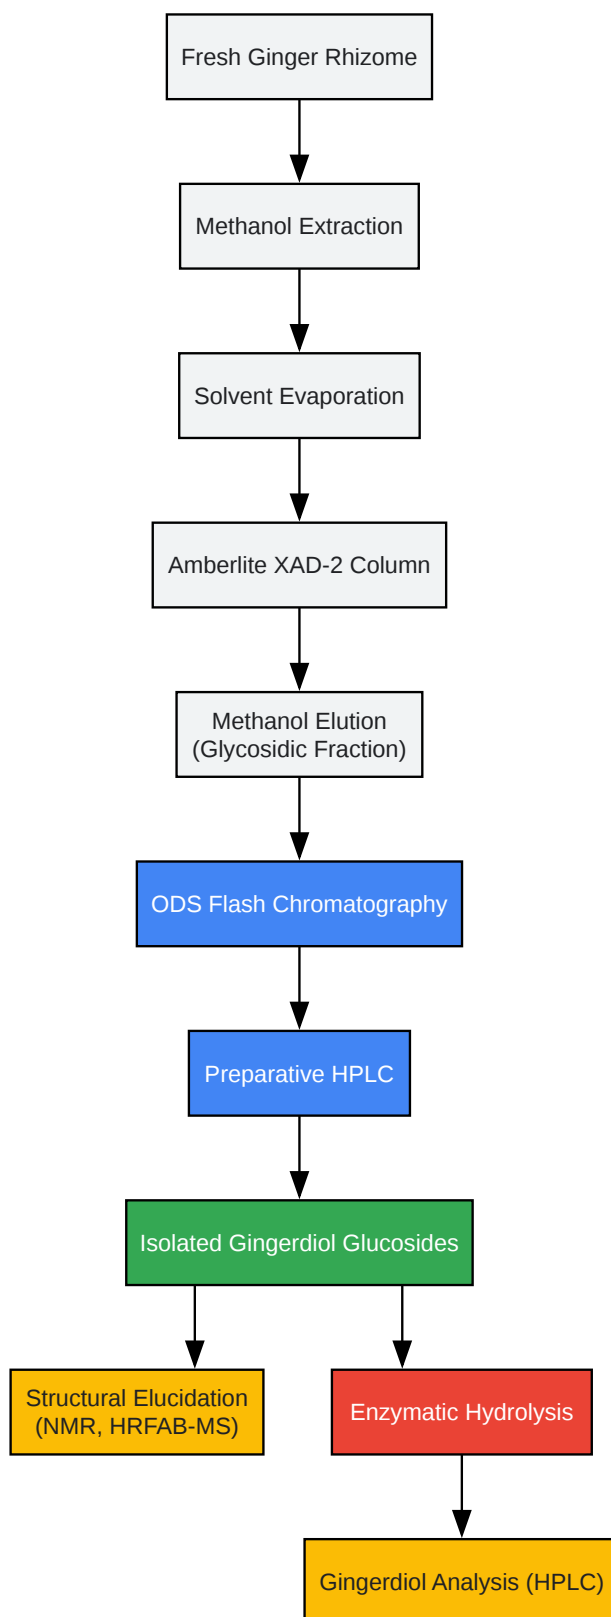 Fresh Ginger Rhizome
Methanol Extraction
Solvent Evaporation
Amberlite XAD-2 Column
Methanol Elution
(Glycosidic Fraction)
ODS Flash Chromatography
Preparative HPLC
Isolated Gingerdiol Glucosides
Structural Elucidation
(NMR, HRFAB-MS)
Enzymatic Hydrolysis
Gingerdiol Analysis (HPLC)